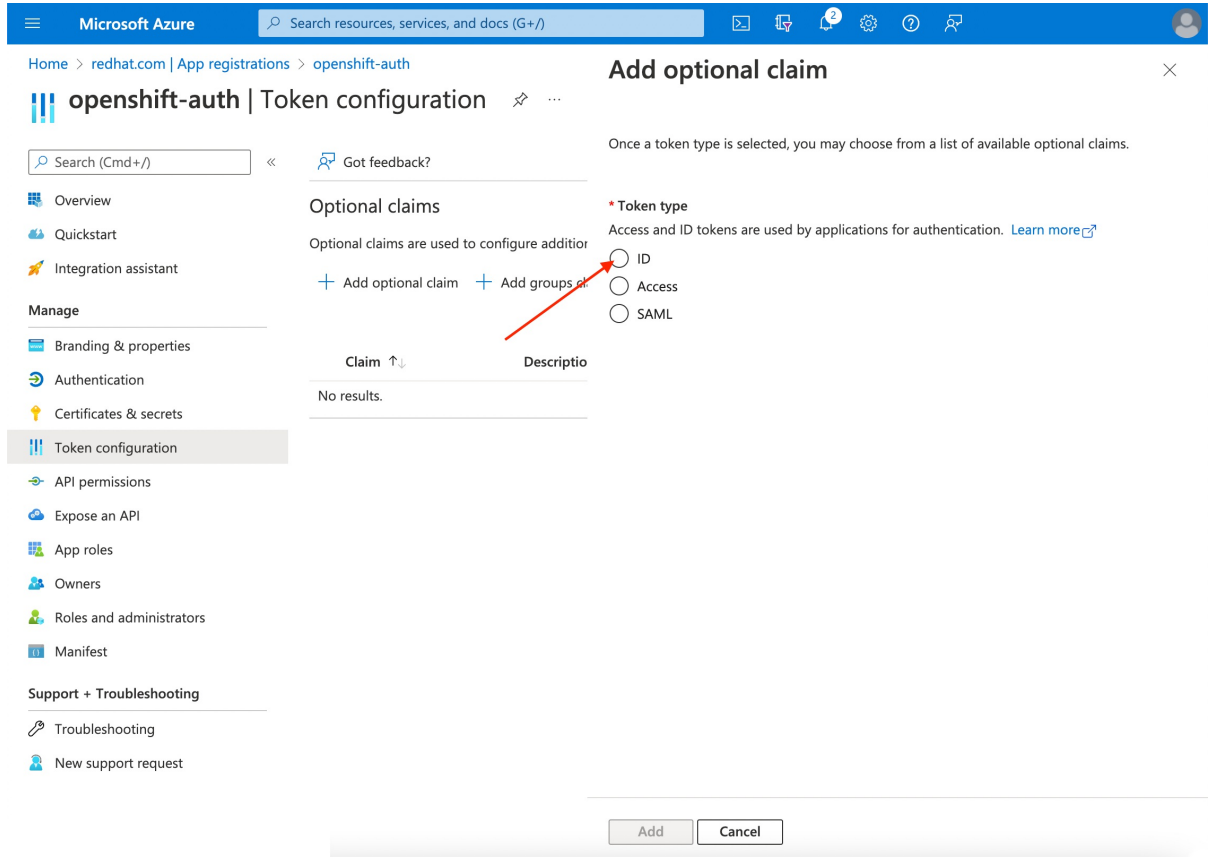 Microsoft Azure
Search resources, services, and docs (G+/)
2
Home > redhat.com | App registrations > openshift-auth
openshift-auth | Token configuration
Search (Cmd+/)
Overview
Quickstart
Integration assistant
Manage
Branding & properties
Authentication
Certificates & secrets
Token configuration
API permissions
Expose an API
App roles
Owners
Roles and administrators
Manifest
Support + Troubleshooting
Troubleshooting
New support request
Got feedback?
Optional claims
Optional claims are used to configure addition
+ Add optional claim + Add groups cl
Claim ↑↓ Descriptio
No results.
Add optional claim
Once a token type is selected, you may choose from a list of available optional claims.
* Token type
Access and ID tokens are used by applications for authentication. Learn more
ID
Access
SAML
Add Cancel